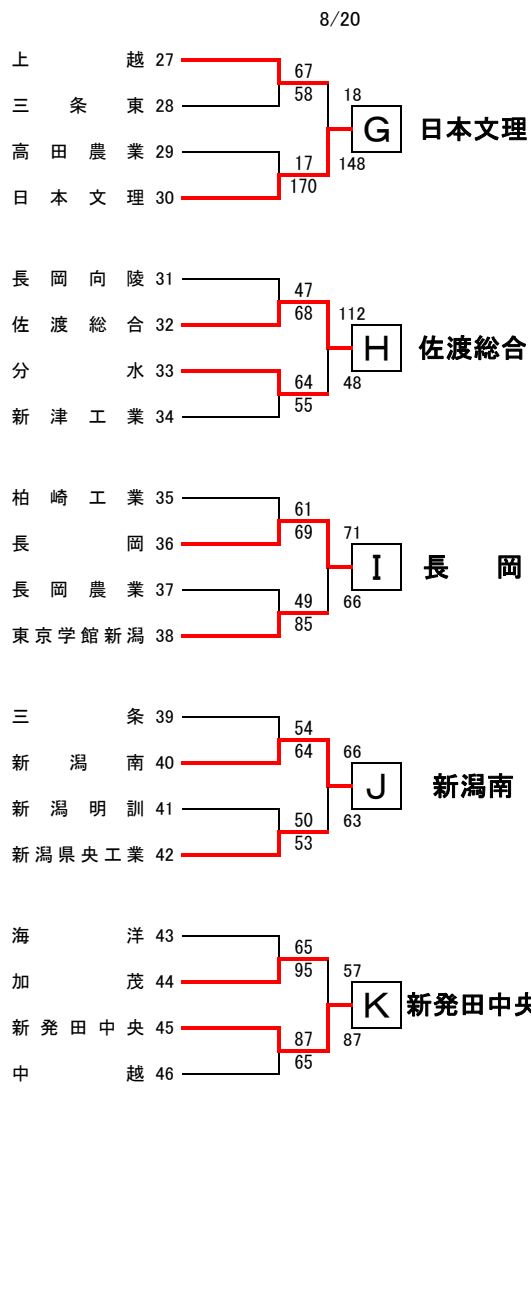 8/20
上越 27
67
三条東 28
58
18
G 日本文理
高田農業 29
17
148
日本文理 30
170
長岡向陵 31
47
佐渡総合 32
68
112
H 佐渡総合
分水 33
64
48
新津工業 34
55
柏崎工業 35
61
長岡 36
69
71
I 長岡
長岡農業 37
49
66
東京学館新潟 38
85
三条 39
54
新潟南 40
64
66
J 新潟南
新潟明訓 41
50
63
新潟県央工業 42
53
海洋 43
65
加茂 44
95
57
K 新発田中央
新発田中央 45
87
87
中越 46
65